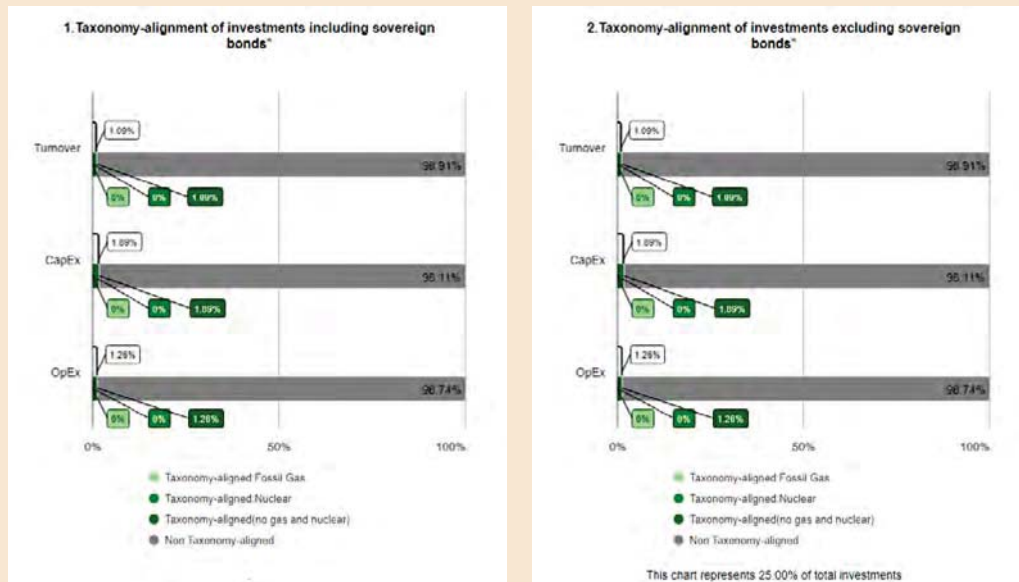 1. Taxonomy-alignment of investments including sovereign
bonds*
1.09%
Turnover
98.91%
0% 0% 1.09%
1.89%
CapEx
98.11%
0% 0% 1.89%
1.26%
OpEx
98.74%
0% 0% 1.26%
0% 50% 100%
Taxonomy-aligned Fossil Gas
Taxonomy-aligned Nuclear
Taxonomy-aligned(no gas and nuclear)
Non Taxonomy-aligned
2. Taxonomy-alignment of investments excluding sovereign
bonds*
1.09%
Turnover
98.91%
0% 0% 1.09%
1.89%
CapEx
98.11%
0% 0% 1.89%
1.26%
OpEx
98.74%
0% 0% 1.26%
0% 50% 100%
Taxonomy-aligned Fossil Gas
Taxonomy-aligned Nuclear
Taxonomy-aligned(no gas and nuclear)
Non Taxonomy-aligned
This chart represents 25.00% of total investments